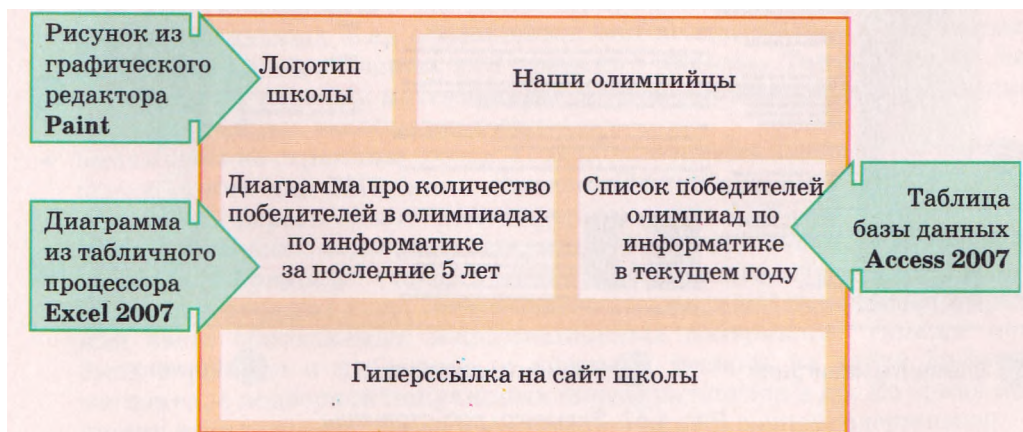 Рисунок из
графического
редактора
Paint
Логотип
школы
Наши олимпийцы
Диаграмма
из табличного
процессора
Excel 2007
Диаграмма про количество
победителей в олимпиадах
по информатике
за последние 5 лет
Список победителей
олимпиад по
информатике
в текущем году
Таблица
базы данных
Access 2007
Гиперессылка на сайт школы